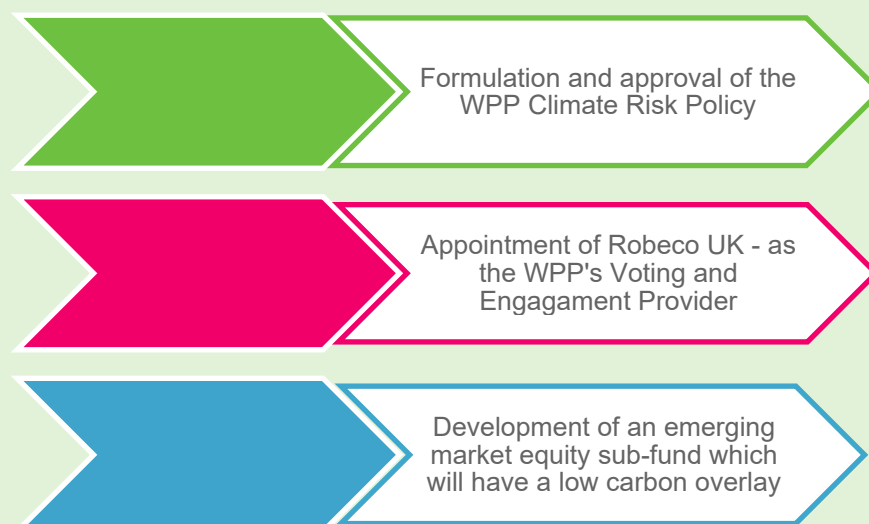 Formulation and approval of the
WPP Climate Risk Policy
Appointment of Robeco UK - as
the WPP's Voting and
Engagament Provider
Development of an emerging
market equity sub-fund which
will have a low carbon overlay